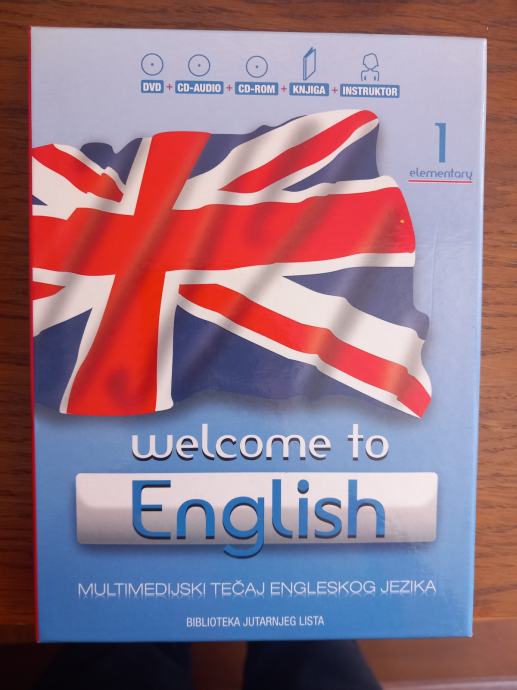 DVD + CD-AUDIO + CD-ROM + KNJIGA + INSTRUKTOR
1
elementary
welcome to
English
MULTIMEDIJSKI TEČAJ ENGLESKOG JEZIKA
BIBLIOTEKA JUTARNJEG LISTA